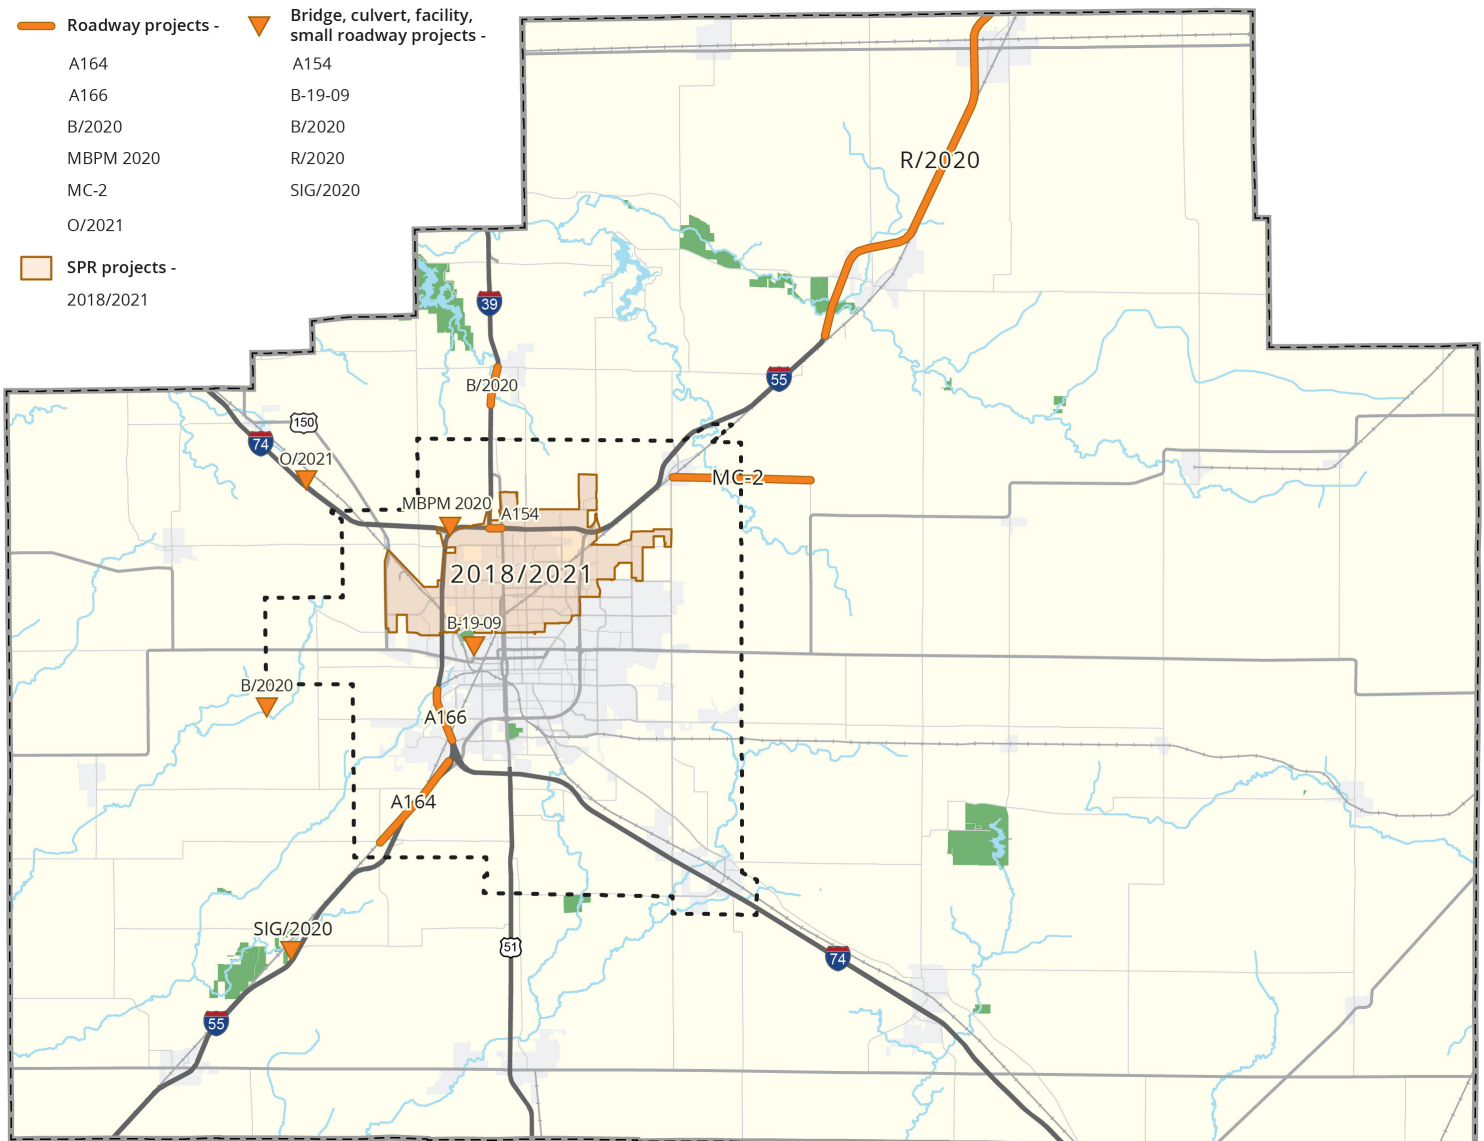 Roadway projects -
A164
A166
B/2020
MBPM 2020
MC-2
O/2021
SPR projects -
2018/2021
Bridge, culvert, facility,
small roadway projects -
A154
B-19-09
B/2020
R/2020
SIG/2020
R/2020
39
55
B/2020
150
74
O/2021
MC-2
MBPM 2020
A154
2018/2021
B-19-09
B/2020
A166
A164
SIG/2020
51
74
55